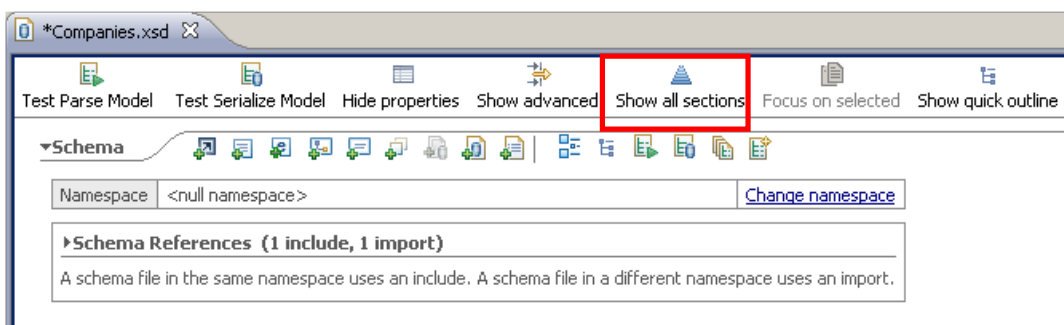 *Companies.xsd
Test Parse Model Test Serialize Model Hide properties Show advanced Show all sections Focus on selected Show quick outline
Schema
Namespace <null namespace> Change namespace
Schema References (1 include, 1 import)
A schema file in the same namespace uses an include. A schema file in a different namespace uses an import.